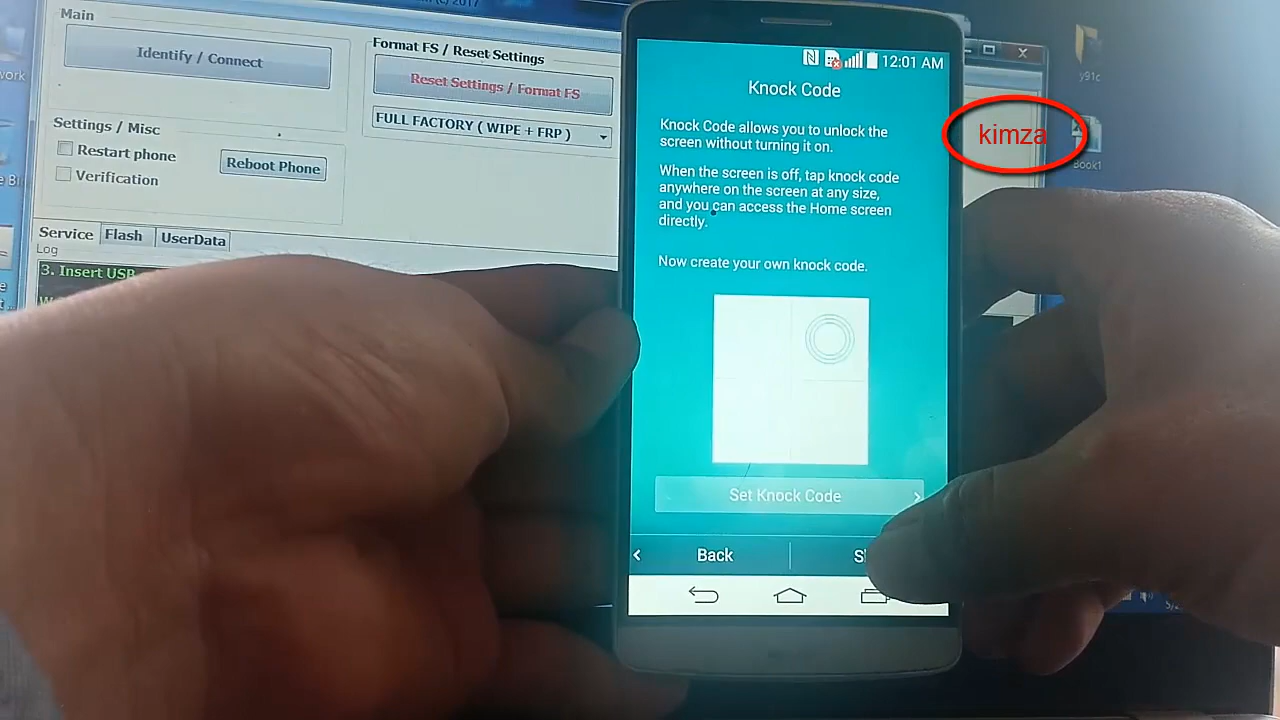 (c) 2017
Main
Identify / Connect
Format FS / Reset Settings
Reset Settings / Format FS
FULL FACTORY ( WIPE + FRP )
Settings / Misc
Restart phone
Verification
Reboot Phone
Service
Flash
UserData
Log
3. Insert USB
12:01 AM
Knock Code
Knock Code allows you to unlock the
screen without turning it on.
When the screen is off, tap knock code
anywhere on the screen at any size,
and you can access the Home screen
directly.
Now create your own knock code.
Set Knock Code
Back
kimza
y91c
Book1